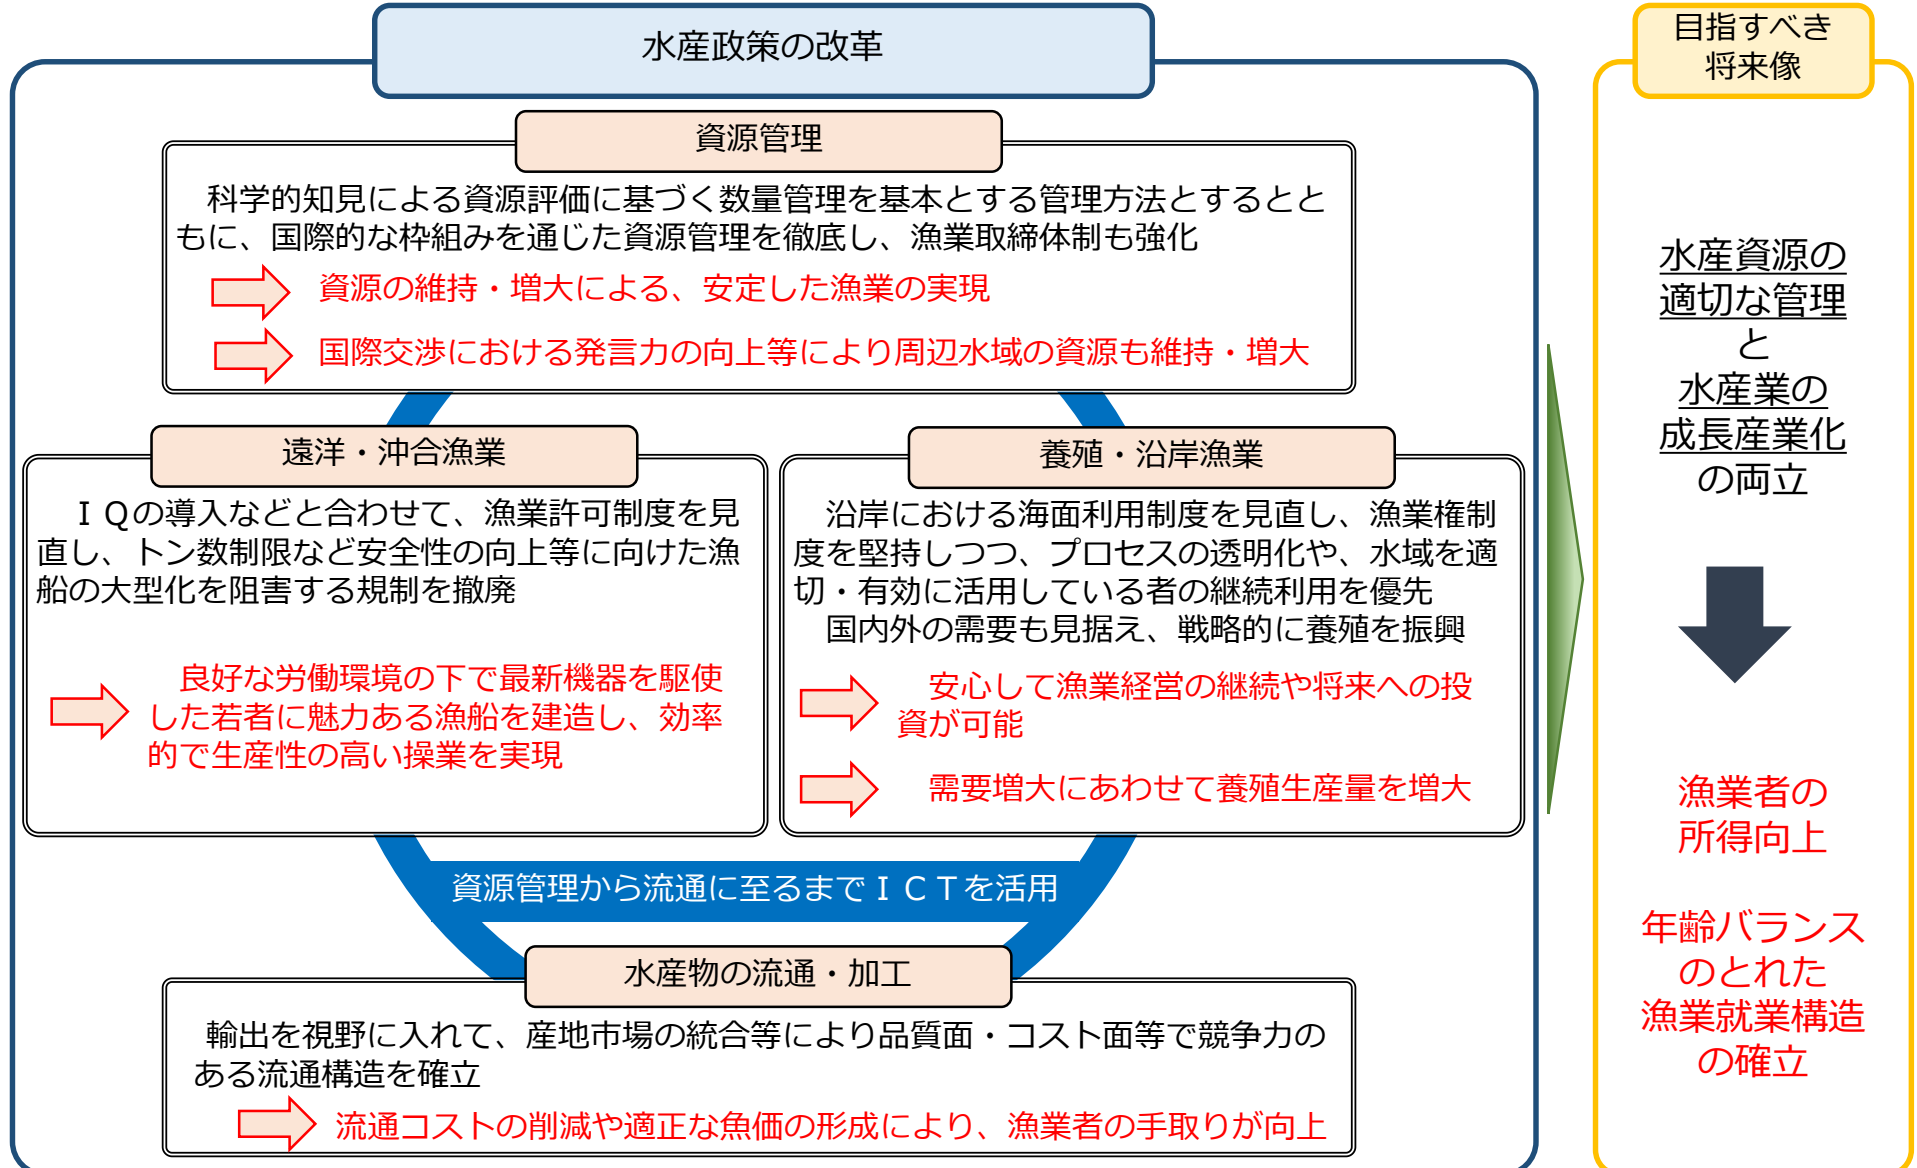 水産政策の改革
資源管理
科学的知見による資源評価に基づく数量管理を基本とする管理方法とするとと
もに、国際的な枠組みを通じた資源管理を徹底し、漁業取締体制も強化
資源の維持・増大による、安定した漁業の実現
国際交渉における発言力の向上等により周辺水域の資源も維持・増大
遠洋・沖合漁業
ＩＱの導入などと合わせて、漁業許可制度を見
直し、トン数制限など安全性の向上等に向けた漁
船の大型化を阻害する規制を撤廃
良好な労働環境の下で最新機器を駆使
した若者に魅力ある漁船を建造し、効率
的で生産性の高い操業を実現
養殖・沿岸漁業
沿岸における海面利用制度を見直し、漁業権制
度を堅持しつつ、プロセスの透明化や、水域を適
切・有効に活用している者の継続利用を優先
国内外の需要も見据え、戦略的に養殖を振興
安心して漁業経営の継続や将来への投
資が可能
需要増大にあわせて養殖生産量を増大
資源管理から流通に至るまでＩＣＴを活用
水産物の流通・加工
輸出を視野に入れて、産地市場の統合等により品質面・コスト面等で競争力の
ある流通構造を確立
流通コストの削減や適正な魚価の形成により、漁業者の手取りが向上
目指すべき
将来像
水産資源の
適切な管理
と
水産業の
成長産業化
の両立
漁業者の
所得向上
年齢バランス
のとれた
漁業就業構造
の確立